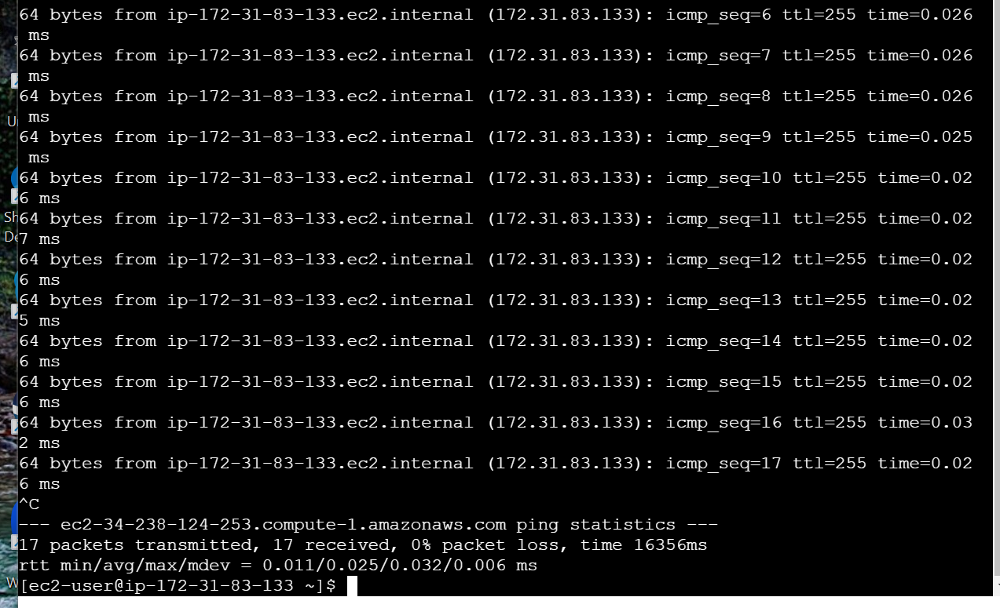 64 bytes from ip-172-31-83-133.ec2.internal (172.31.83.133): icmp_seq=6 ttl=255 time=0.026
 ms
64 bytes from ip-172-31-83-133.ec2.internal (172.31.83.133): icmp_seq=7 ttl=255 time=0.026
 ms
64 bytes from ip-172-31-83-133.ec2.internal (172.31.83.133): icmp_seq=8 ttl=255 time=0.026
 ms
64 bytes from ip-172-31-83-133.ec2.internal (172.31.83.133): icmp_seq=9 ttl=255 time=0.025
 ms
64 bytes from ip-172-31-83-133.ec2.internal (172.31.83.133): icmp_seq=10 ttl=255 time=0.02
6 ms
64 bytes from ip-172-31-83-133.ec2.internal (172.31.83.133): icmp_seq=11 ttl=255 time=0.02
7 ms
64 bytes from ip-172-31-83-133.ec2.internal (172.31.83.133): icmp_seq=12 ttl=255 time=0.02
6 ms
64 bytes from ip-172-31-83-133.ec2.internal (172.31.83.133): icmp_seq=13 ttl=255 time=0.02
5 ms
64 bytes from ip-172-31-83-133.ec2.internal (172.31.83.133): icmp_seq=14 ttl=255 time=0.02
6 ms
64 bytes from ip-172-31-83-133.ec2.internal (172.31.83.133): icmp_seq=15 ttl=255 time=0.02
6 ms
64 bytes from ip-172-31-83-133.ec2.internal (172.31.83.133): icmp_seq=16 ttl=255 time=0.03
2 ms
64 bytes from ip-172-31-83-133.ec2.internal (172.31.83.133): icmp_seq=17 ttl=255 time=0.02
6 ms
^C
--- ec2-34-238-124-253.compute-1.amazonaws.com ping statistics ---
17 packets transmitted, 17 received, 0% packet loss, time 16356ms
rtt min/avg/max/mdev = 0.011/0.025/0.032/0.006 ms
[ec2-user@ip-172-31-83-133 ~]$